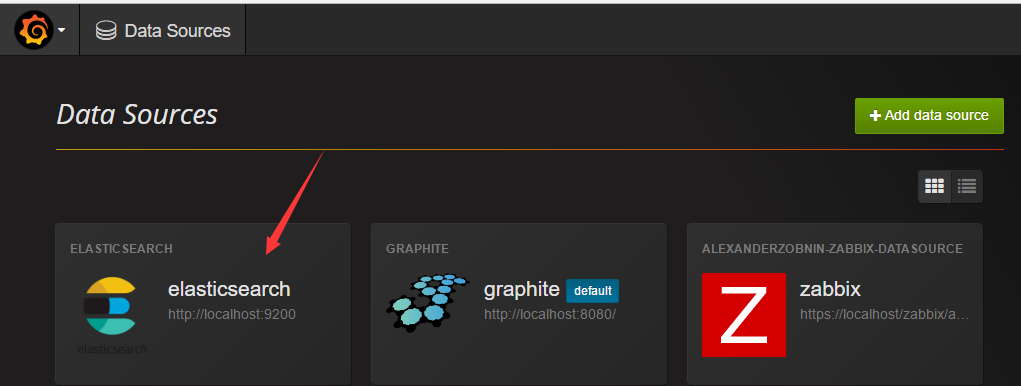 Data Sources
Data Sources
Add data source
ELASTICSEARCH
elasticsearch
http://localhost:9200
elasticsearch
GRAPHITE
graphite default
http://localhost:8080/
ALEXANDERZOBNIN-ZABBIX-DATASOURCE
Z
zabbix
https://localhost/zabbix/a...